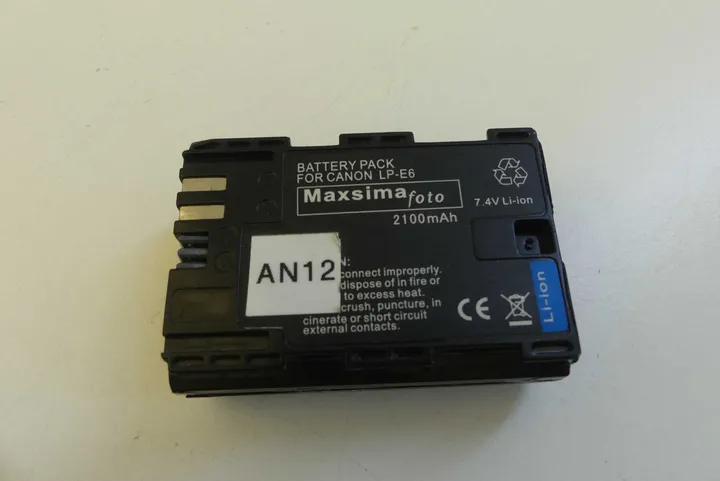 BATTERY PACK
FOR CANON LP-E6
Maxsima foto
2100mAh
7.4V Li-ion
AN12
N:
connect improperly.
dispose of in fire or
to excess heat.
crush, puncture, in-
cinerate or short circuit
external contacts.
CE
Li-ion